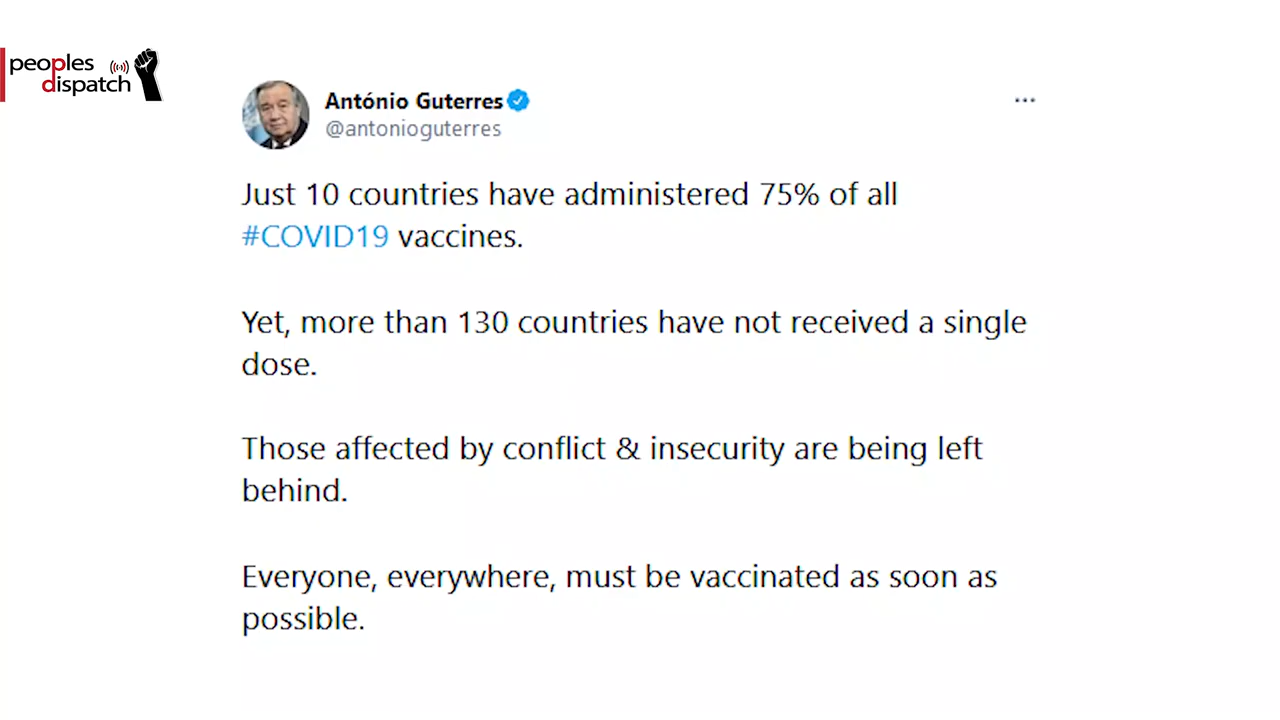 peoples
dispatch
António Guterres
@antonioguterres
Just 10 countries have administered 75% of all
#COVID19 vaccines.
Yet, more than 130 countries have not received a single
dose.
Those affected by conflict & insecurity are being left
behind.
Everyone, everywhere, must be vaccinated as soon as
possible.